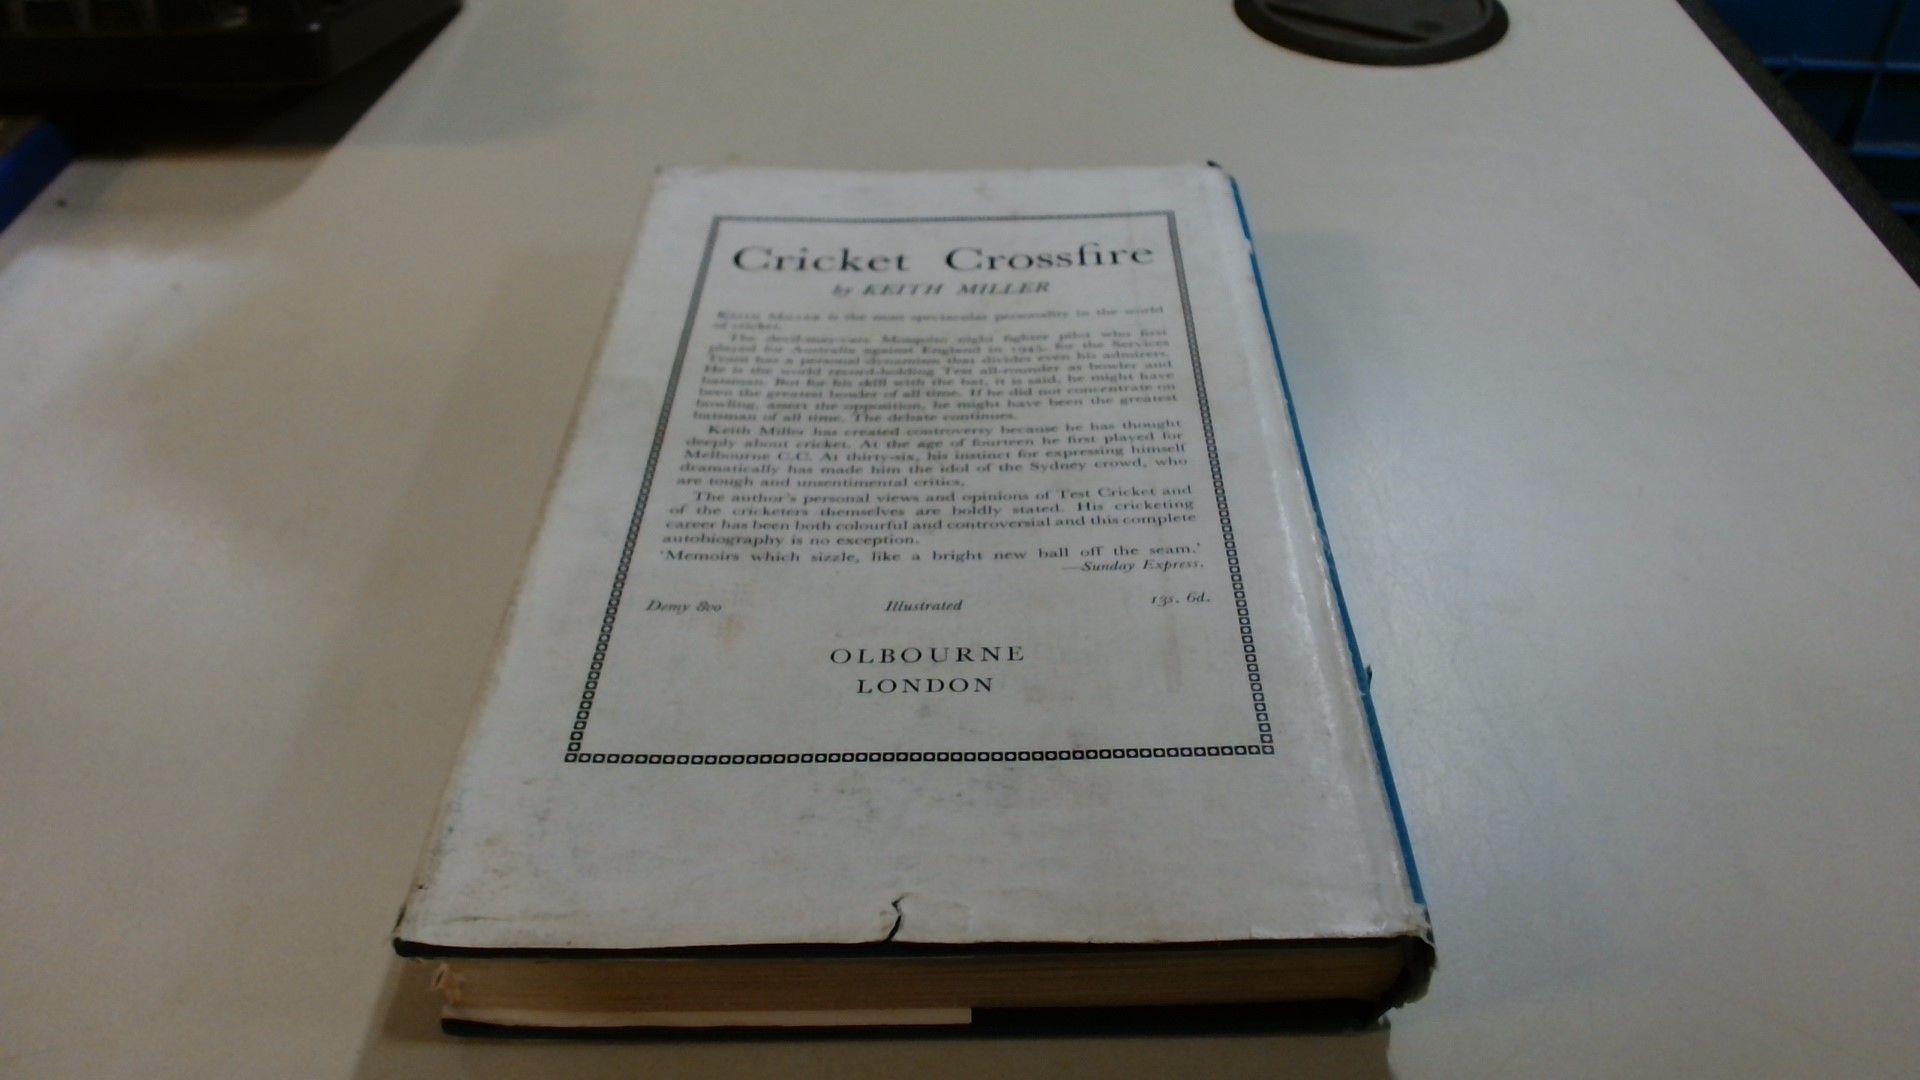 Cricket Crossfire
by KEITH MILLER
KEITH MILLER is the most spectacular personality in the world
of cricket.
The devil-may-care Mosquito night fighter pilot who first
played for Australia against England in 1945, for the Services
Team has a personal dynamism that divides even his admirers.
He is the world record-holding Test all-rounder as bowler and
batsman. But for his skill with the bat, it is said, he might have
been the greatest bowler of all time. If he did not concentrate on
bowling, assert the opposition, he might have been the greatest
batsman of all time. The debate continues.
Keith Miller has created controversy because he has thought
deeply about cricket. At the age of fourteen he first played for
Melbourne C.C. At thirty-six, his instinct for expressing himself
dramatically has made him the idol of the Sydney crowd, who
are tough and unsentimental critics.
The author's personal views and opinions of Test Cricket and
of the cricketers themselves are boldly stated. His cricketing
career has been both colourful and controversial and this complete
autobiography is no exception.
'Memoirs which sizzle, like a bright new ball off the seam.'
—Sunday Express.
Demy 8vo Illustrated 13s. 6d.
OLBOURNE
LONDON